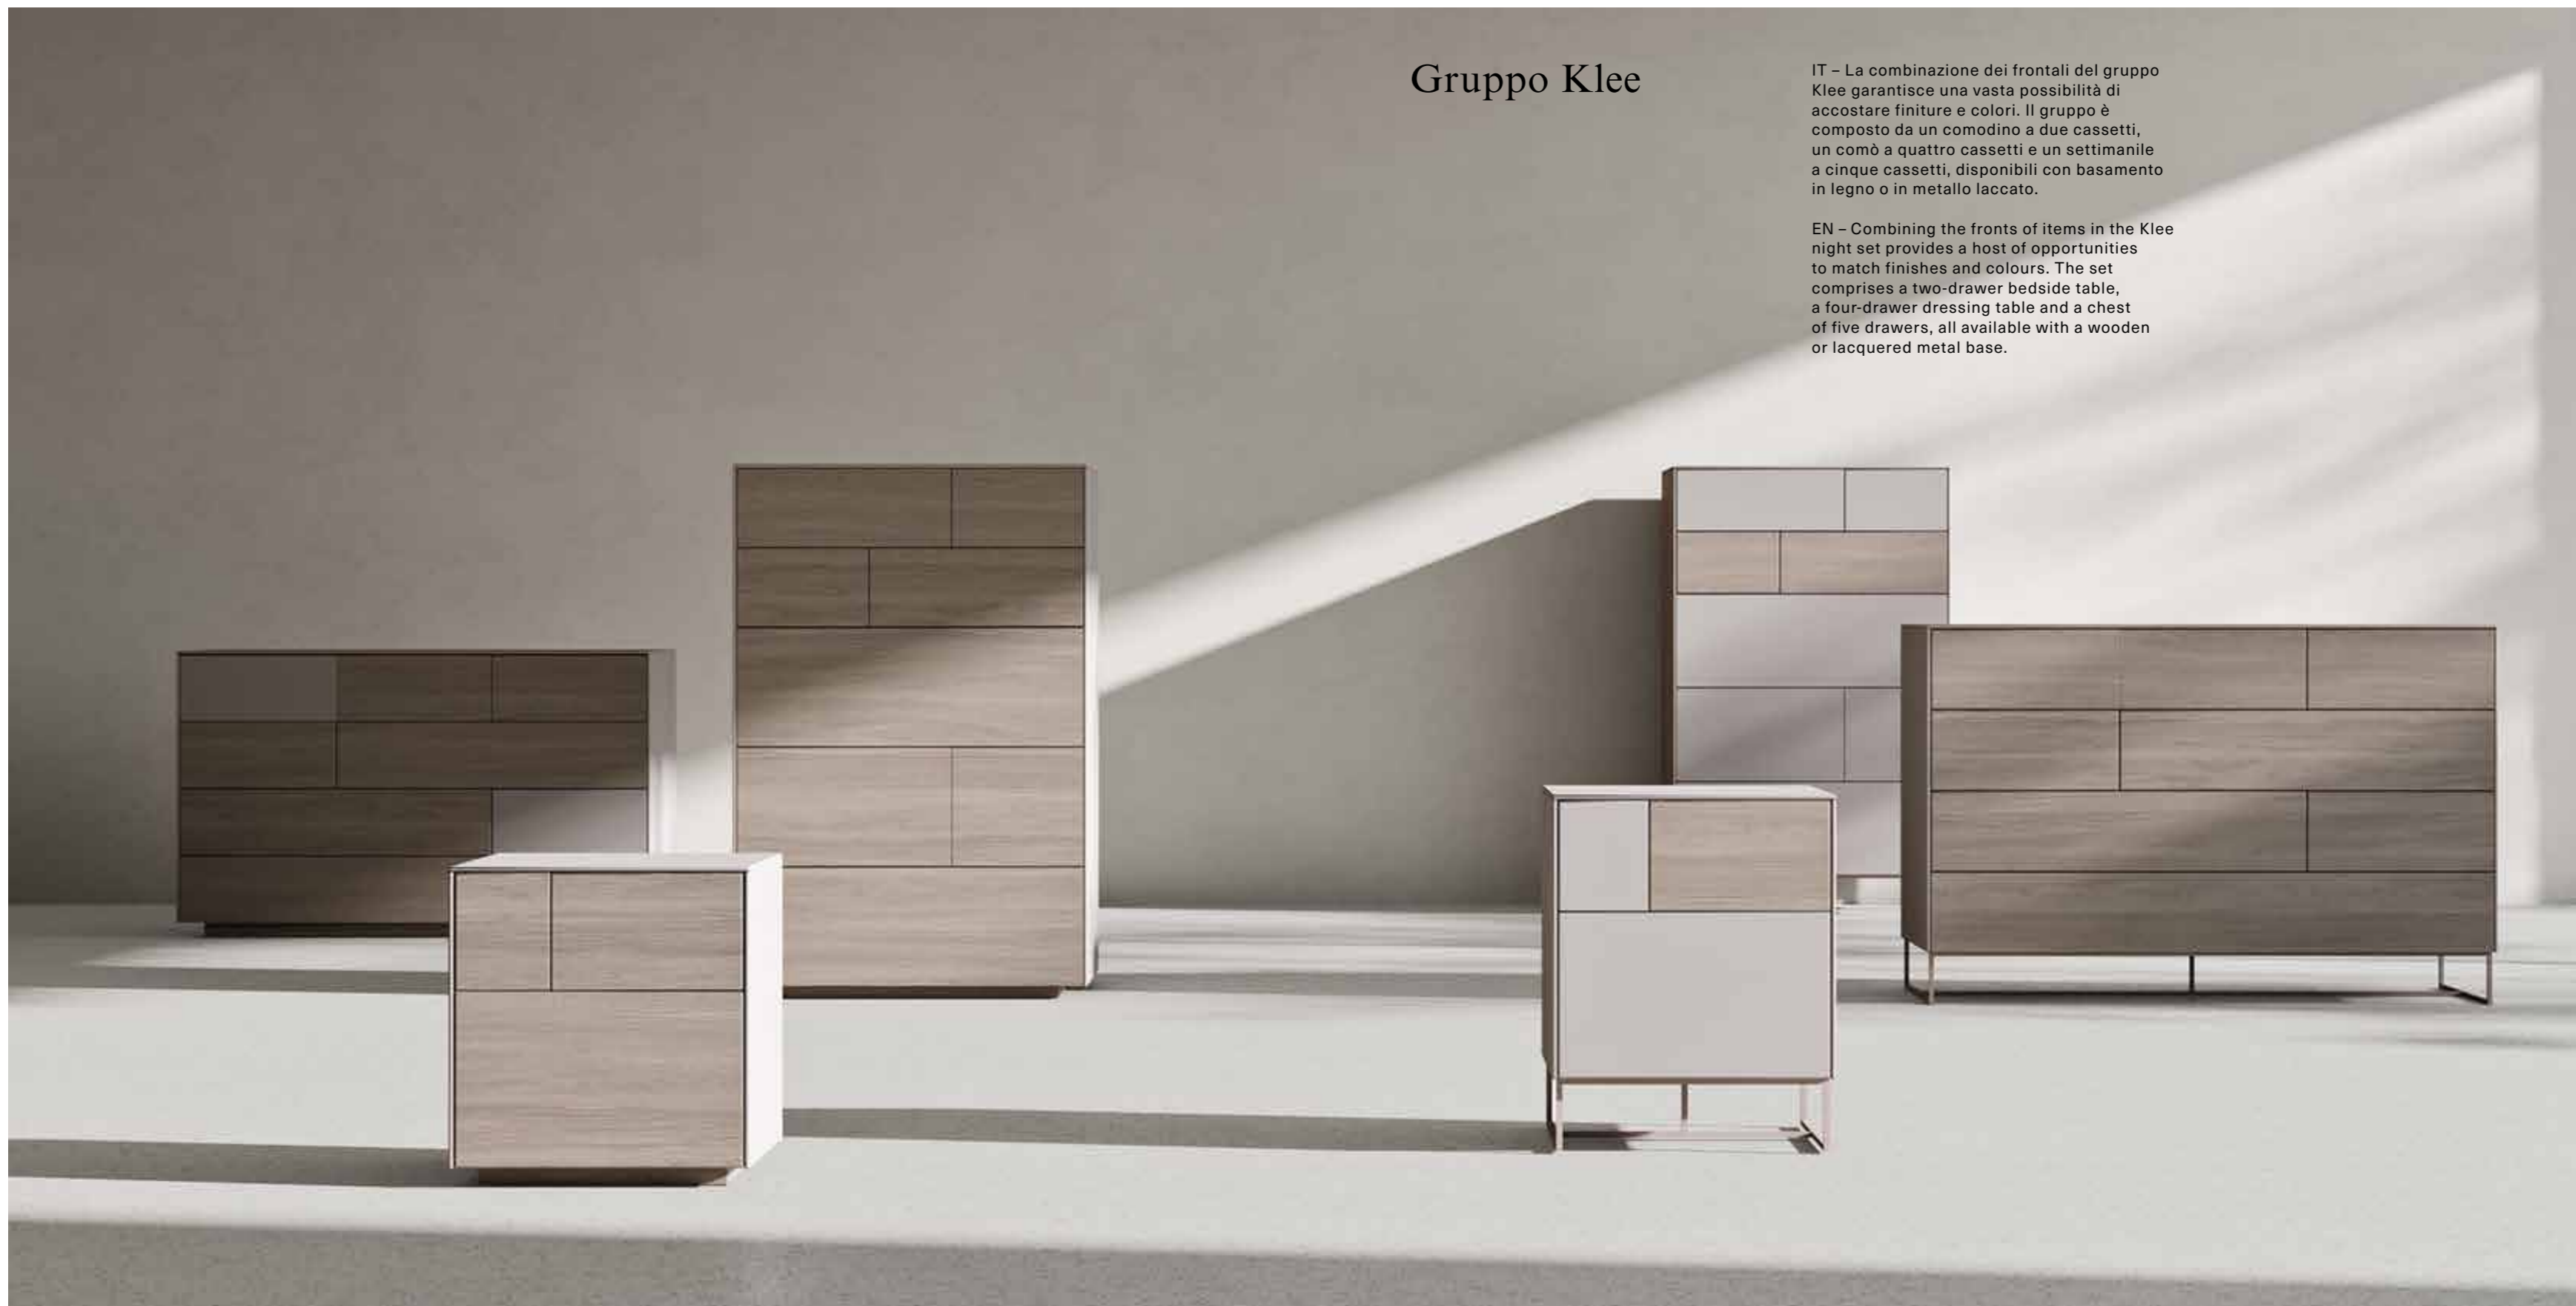 Gruppo Klee
IT – La combinazione dei frontali del gruppo
Klee garantisce una vasta possibilità di
accostare finiture e colori. Il gruppo è
composto da un comodino a due cassetti,
un comò a quattro cassetti e un settimanile
a cinque cassetti, disponibili con basamento
in legno o in metallo laccato.
EN – Combining the fronts of items in the Klee
night set provides a host of opportunities
to match finishes and colours. The set
comprises a two-drawer bedside table,
a four-drawer dressing table and a chest
of five drawers, all available with a wooden
or lacquered metal base.